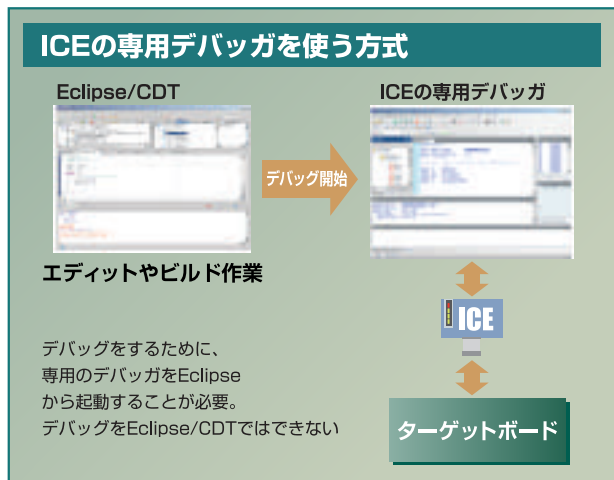 ICEの専用デバッガを使う方式
Eclipse/CDT
ICEの専用デバッガ
デバッグ開始
エディットやビルド作業
ICE
デバッグをするために、
専用のデバッガをEclipse
から起動することが必要。
デバッグをEclipse/CDTではできない
ターゲットボード